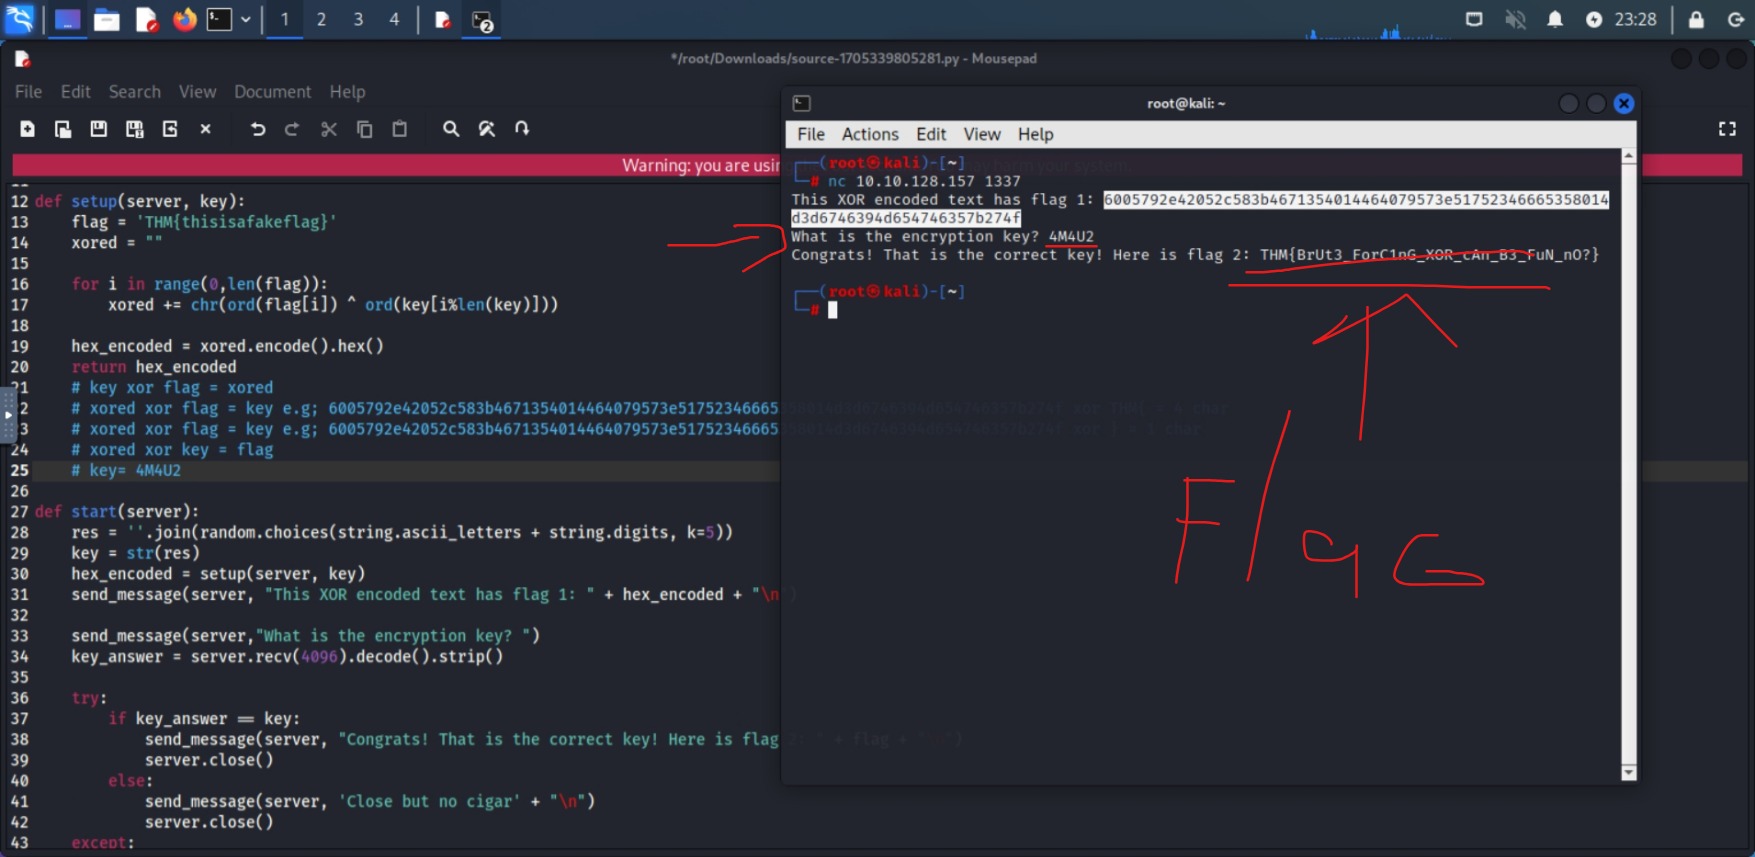 1 2 3 4 2 23:28
*/root/Downloads/source-1705339805281.py - Mousepad
File Edit Search View Document Help
Warning: you are usin
12 def setup(server, key):
13 flag = 'THM{thisisafakeflag}'
14 xored = ""
15
16 for i in range(0,len(flag)):
17 xored += chr(ord(flag[i]) ^ ord(key[i%len(key)]))
18
19 hex_encoded = xored.encode().hex()
20 return hex_encoded
21 # key xor flag = xored
22 # xored xor flag = key e.g; 6005792e42052c583b4671354014464079573e51752346665
23 # xored xor flag = key e.g; 6005792e42052c583b4671354014464079573e51752346665
24 # xored xor key = flag
25 # key= 4M4U2
26
27 def start(server):
28 res = ''.join(random.choices(string.ascii_letters + string.digits, k=5))
29 key = str(res)
30 hex_encoded = setup(server, key)
31 send_message(server, "This XOR encoded text has flag 1: " + hex_encoded + "\n")
32
33 send_message(server,"What is the encryption key? ")
34 key_answer = server.recv(4096).decode().strip()
35
36 try:
37 if key_answer == key:
38 send_message(server, "Congrats! That is the correct key! Here is flag 2: " + flag + "\n")
39 server.close()
40 else:
41 send_message(server, 'Close but no cigar' + "\n")
42 server.close()
43 except:
root@kali: ~
File Actions Edit View Help
(root㉿kali)-[~]
# nc 10.10.128.157 1337
This XOR encoded text has flag 1: 6005792e42052c583b4671354014464079573e51752346665358014
d3d6746394d654746357b274f
What is the encryption key? 4M4U2
Congrats! That is the correct key! Here is flag 2: THM{BrUt3_ForC1nG_XOR_cAn_B3_FuN_nO?}
(root㉿kali)-[~]
#
FlaG